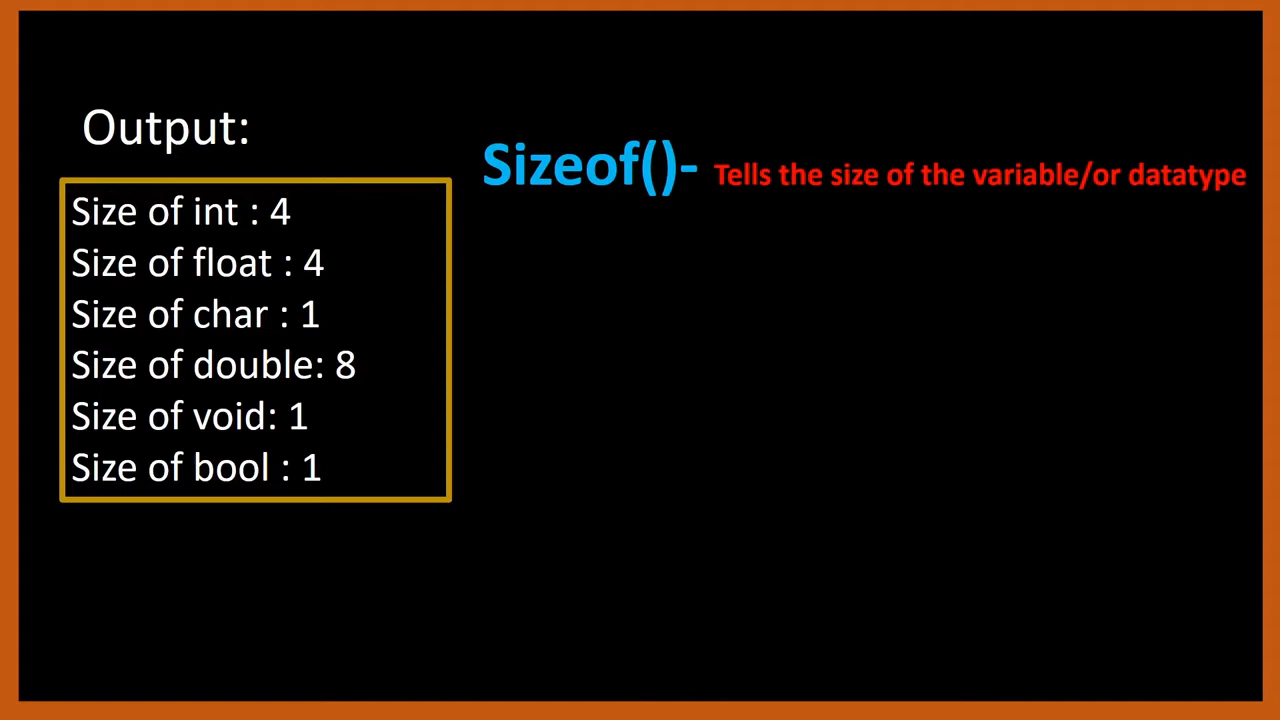 Output:
Size of int : 4
Size of float : 4
Size of char : 1
Size of double: 8
Size of void: 1
Size of bool : 1
Sizeof()- Tells the size of the variable/or datatype